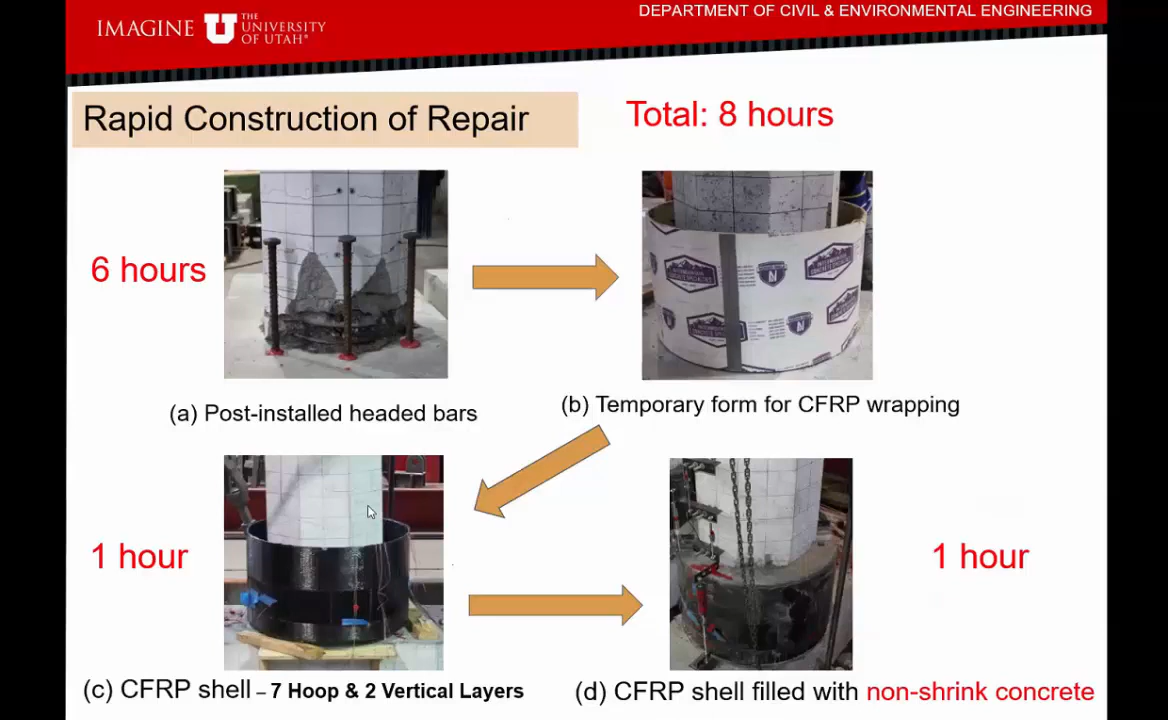 DEPARTMENT OF CIVIL & ENVIRONMENTAL ENGINEERING
IMAGINE
U
THE
UNIVERSITY
OF UTAH®
Rapid Construction of Repair
Total: 8 hours
6 hours
(a) Post-installed headed bars
(b) Temporary form for CFRP wrapping
1 hour
1 hour
(c) CFRP shell – 7 Hoop & 2 Vertical Layers
(d) CFRP shell filled with non-shrink concrete